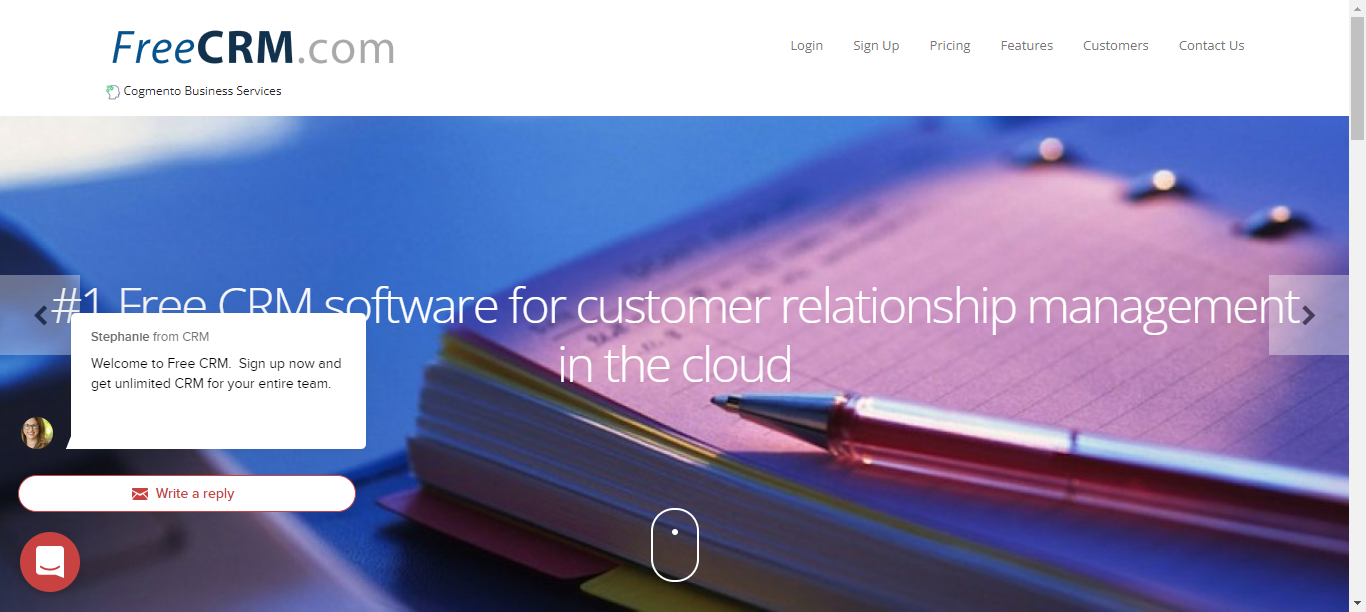 FreeCRM.com
Login Sign Up Pricing Features Customers Contact Us
Cogmento Business Services
#1 Free CRM software for customer relationship management
in the cloud
Stephanie from CRM
Welcome to Free CRM. Sign up now and
get unlimited CRM for your entire team.
Write a reply